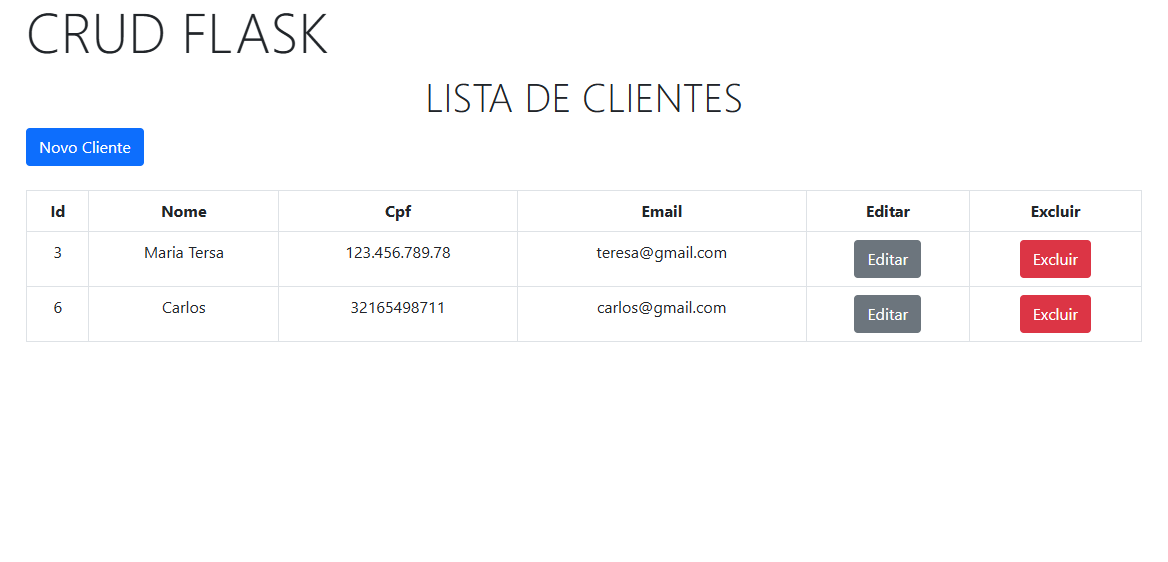 CRUD FLASK
LISTA DE CLIENTES
Novo Cliente
Id Nome Cpf Email Editar Excluir
3 Maria Tersa 123.456.789.78 teresa@gmail.com Editar Excluir
6 Carlos 32165498711 carlos@gmail.com Editar Excluir